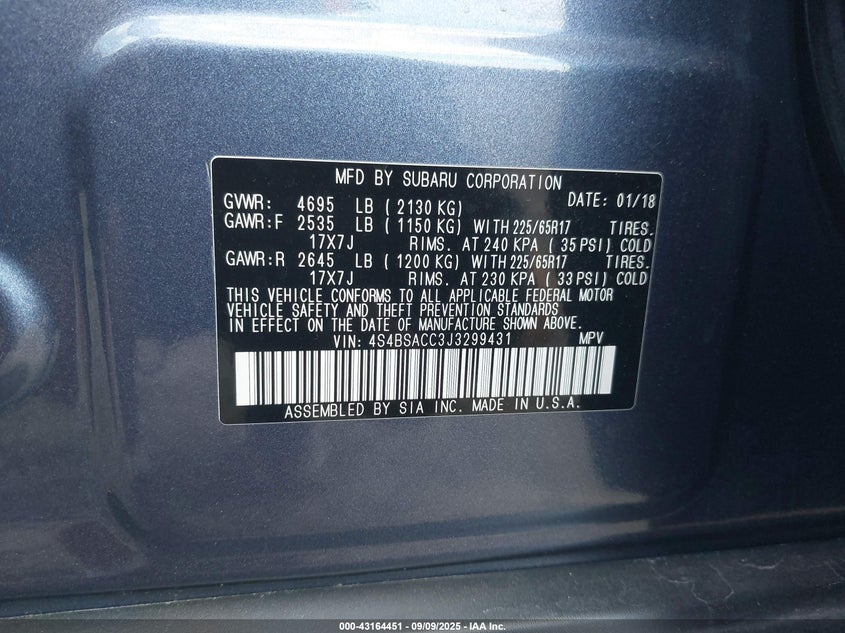 MFD BY SUBARU CORPORATION
GVWR: 4695 LB ( 2130 KG) DATE: 01/18
GAWR:F 2535 LB ( 1150 KG) WITH 225/65R17 TIRES.
17X7J RIMS. AT 240 KPA ( 35 PSI) COLD
GAWR:R 2645 LB ( 1200 KG) WITH 225/65R17 TIRES.
17X7J RIMS. AT 230 KPA ( 33 PSI) COLD
THIS VEHICLE CONFORMS TO ALL APPLICABLE FEDERAL MOTOR
VEHICLE SAFETY AND THEFT PREVENTION STANDARDS
IN EFFECT ON THE DATE OF MANUFACTURE SHOWN ABOVE.
VIN: 4S4BSACC3J3299431 MPV
ASSEMBLED BY SIA INC. MADE IN U.S.A.
000-43164451 - 09/09/2025 - IAA Inc.